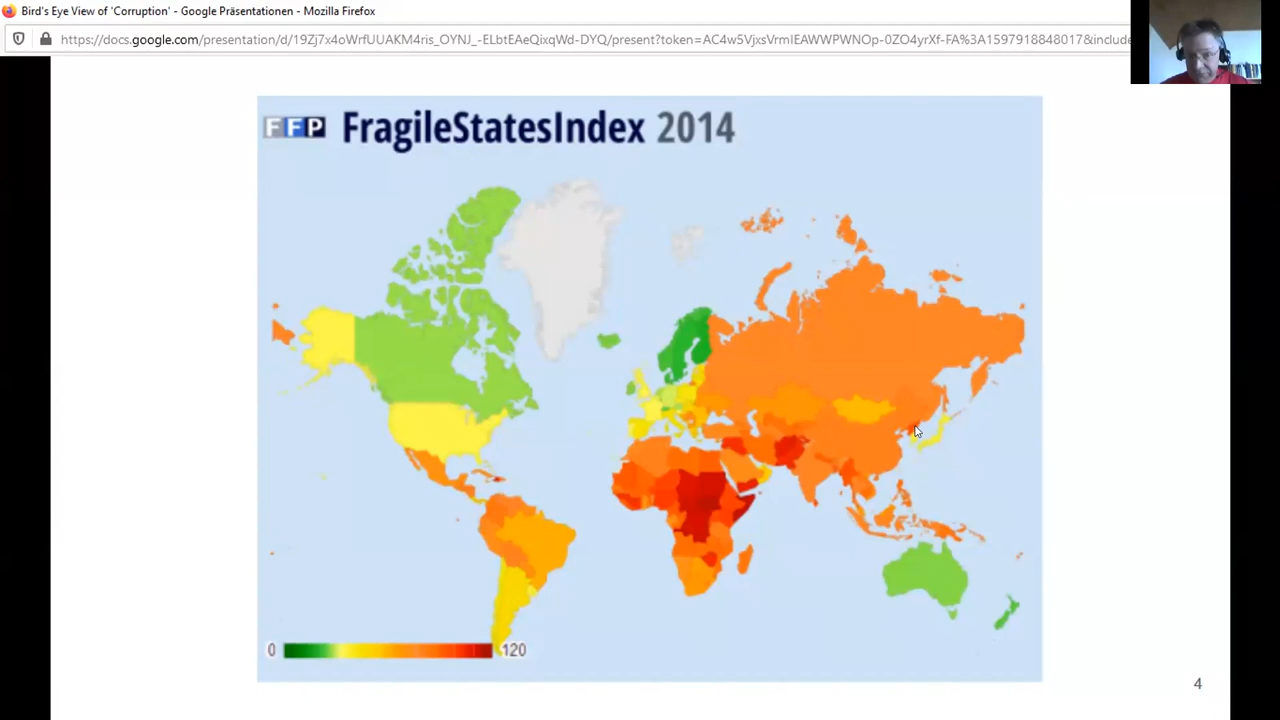 Bird's Eye View of 'Corruption' - Google Präsentationen - Mozilla Firefox
https://docs.google.com/presentation/d/19Zj7x4oWrfUUAKM4ris_OYNJ_-ELbtEAeQixqWd-DYQ/present?token=AC4w5VjxsVrmIEAWWPWNOp-0ZO4yrXf-FA%3A1597918848017&include
FFP FragileStatesIndex 2014
0 120
4